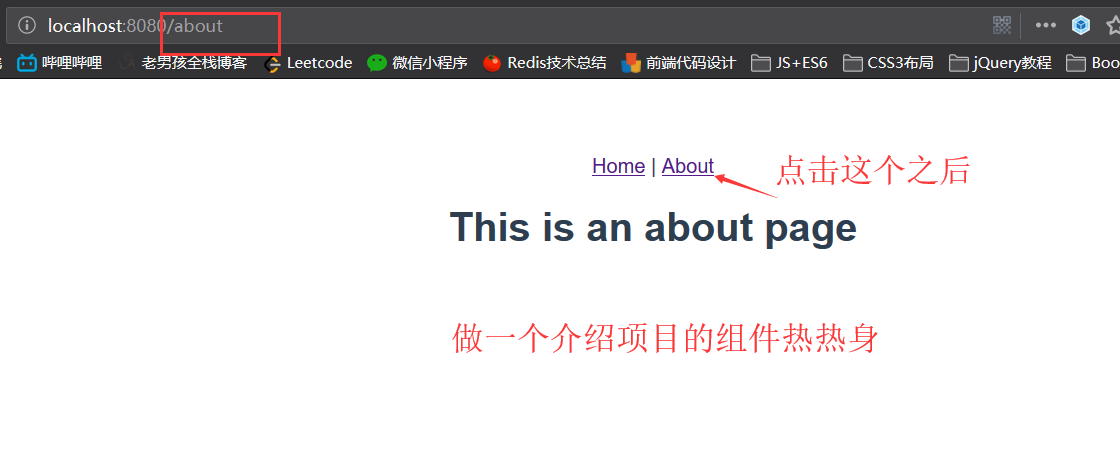 localhost:8080/about
哔哩哔哩 老男孩全栈博客 Leetcode 微信小程序 Redis技术总结 前端代码设计 JS+ES6 CSS3布局 jQuery教程 Boo
Home | About 点击这个之后
This is an about page
做一个介绍项目的组件热热身